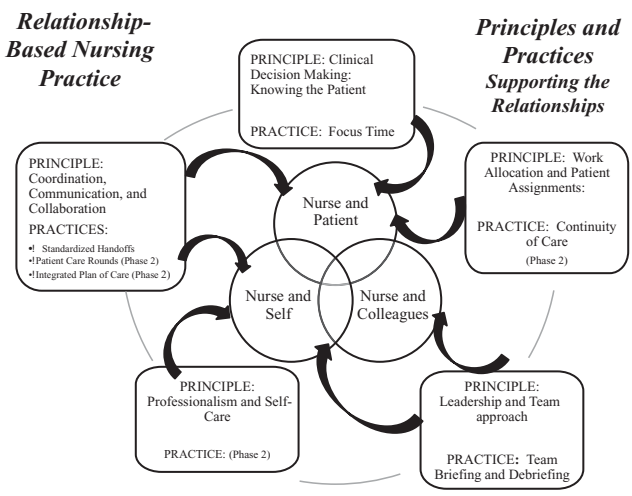 Relationship-
Based Nursing
Practice
Principles and
Practices
Supporting the
Relationships
PRINCIPLE: Clinical
Decision Making:
Knowing the Patient
PRACTICE: Focus Time
PRINCIPLE:
Coordination,
Communication, and
Collaboration
PRACTICES:
•! Standardized Handoffs
•!Patient Care Rounds (Phase 2)
•!Integrated Plan of Care (Phase 2)
PRINCIPLE: Work
Allocation and Patient
Assignments:
PRACTICE: Continuity
of Care
(Phase 2)
Nurse and
Patient
Nurse and
Self
Nurse and
Colleagues
PRINCIPLE:
Professionalism and Self-
Care
PRACTICE: (Phase 2)
PRINCIPLE:
Leadership and Team
approach
PRACTICE: Team
Briefing and Debriefing